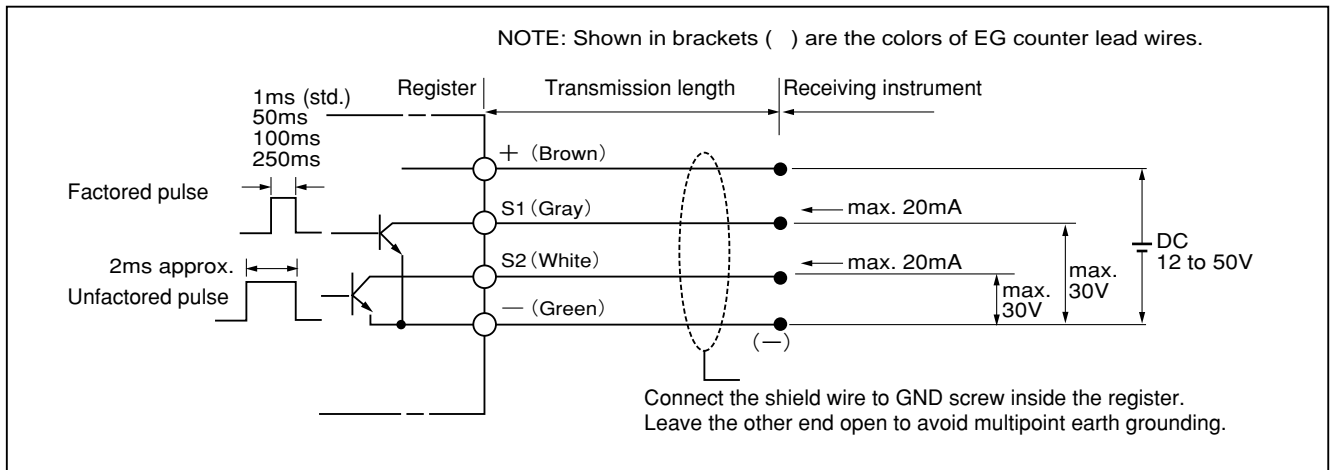 NOTE: Shown in brackets (   ) are the colors of EG counter lead wires.
Register
Transmission length
Receiving instrument
1ms (std.)
50ms
100ms
250ms
Factored pulse
2ms approx.
Unfactored pulse
+ (Brown)
S1 (Gray)
S2 (White)
— (Green)
(—)
max. 20mA
max. 20mA
max.
30V
max.
30V
DC
12 to 50V
Connect the shield wire to GND screw inside the register.
Leave the other end open to avoid multipoint earth grounding.